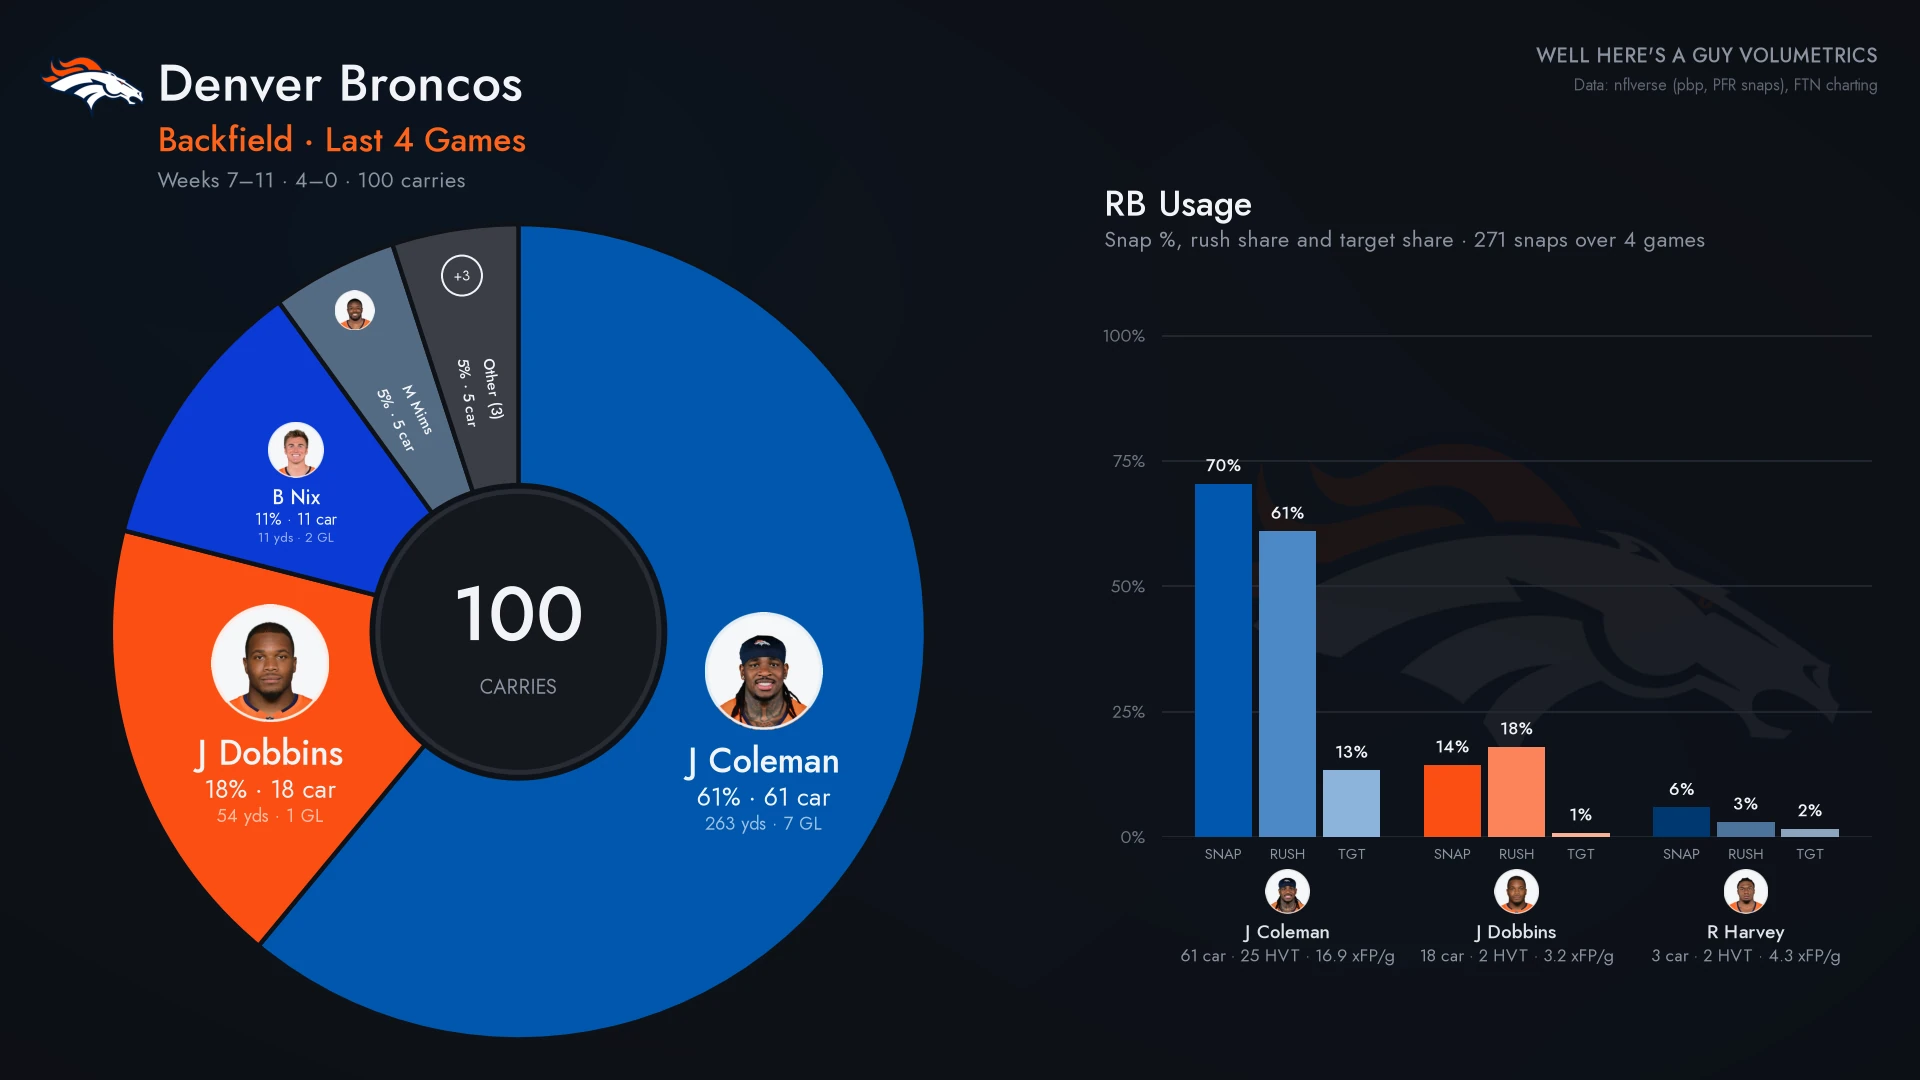 Denver Broncos
Backfield · Last 4 Games
Weeks 7–11 · 4–0 · 100 carries
WELL HERE'S A GUY VOLUMETRICS
Data: nflverse (pbp, PFR snaps), FTN charting
+3
Other (3)
5% · 5 car
M Mims
5% · 5 car
B Nix
11% · 11 car
11 yds · 2 GL
J Dobbins
18% · 18 car
54 yds · 1 GL
100
CARRIES
J Coleman
61% · 61 car
263 yds · 7 GL
RB Usage
Snap %, rush share and target share · 271 snaps over 4 games
100%
75%
50%
25%
0%
70%
61%
13%
14%
18%
1%
6%
3%
2%
SNAP RUSH TGT
SNAP RUSH TGT
SNAP RUSH TGT
J Coleman
61 car · 25 HVT · 16.9 xFP/g
J Dobbins
18 car · 2 HVT · 3.2 xFP/g
R Harvey
3 car · 2 HVT · 4.3 xFP/g